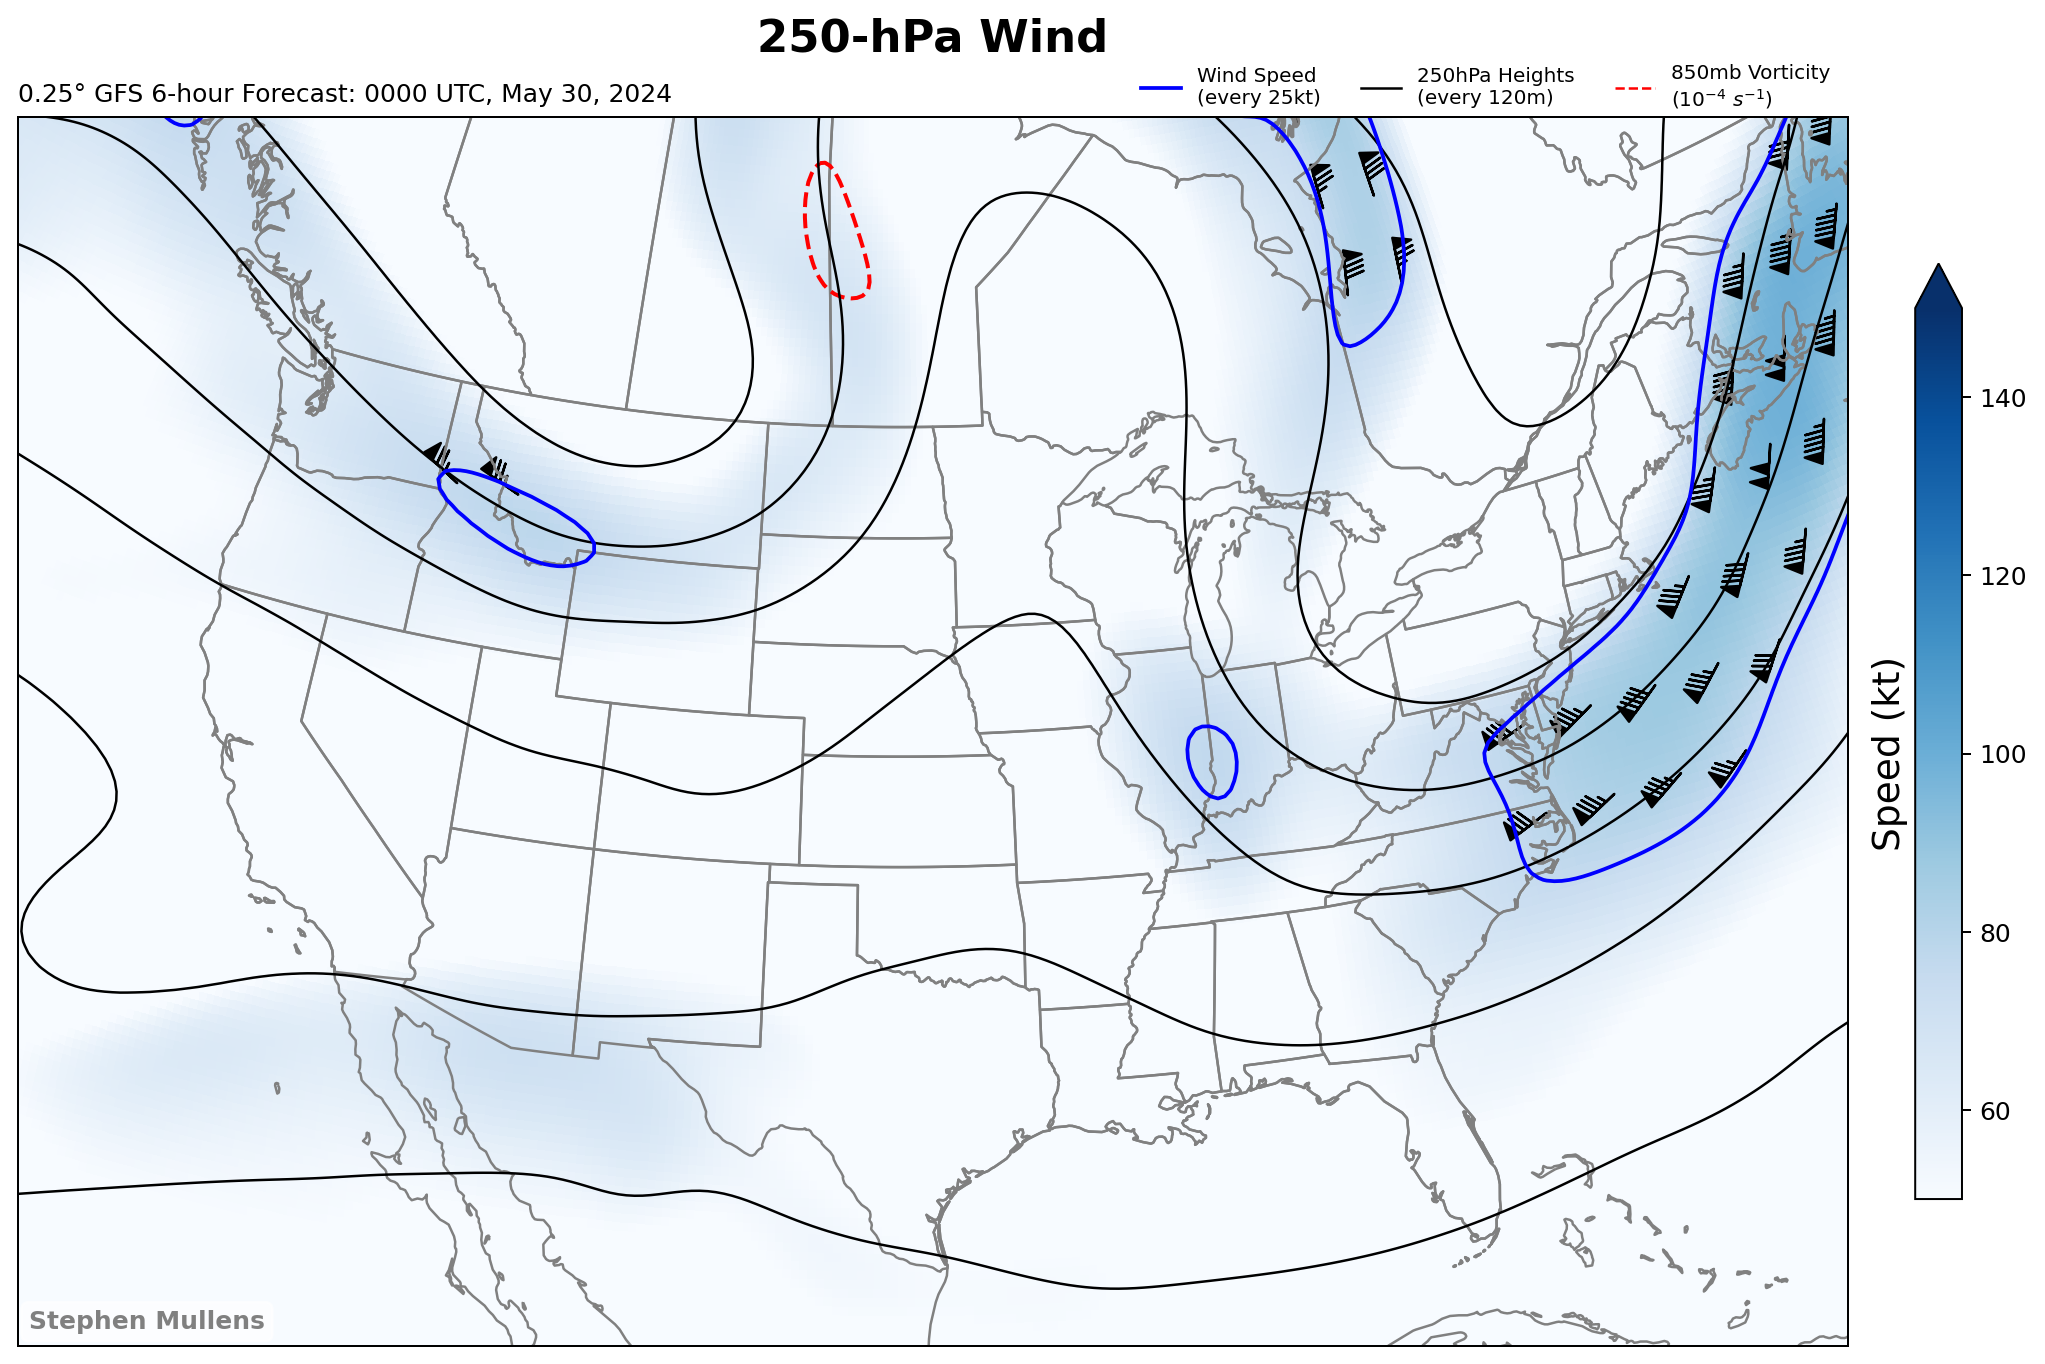 250-hPa Wind
0.25° GFS 6-hour Forecast: 0000 UTC, May 30, 2024
Wind Speed
(every 25kt)
250hPa Heights
(every 120m)
850mb Vorticity
(10⁻⁴ s⁻¹)
140
120
100
80
60
Speed (kt)
Stephen Mullens